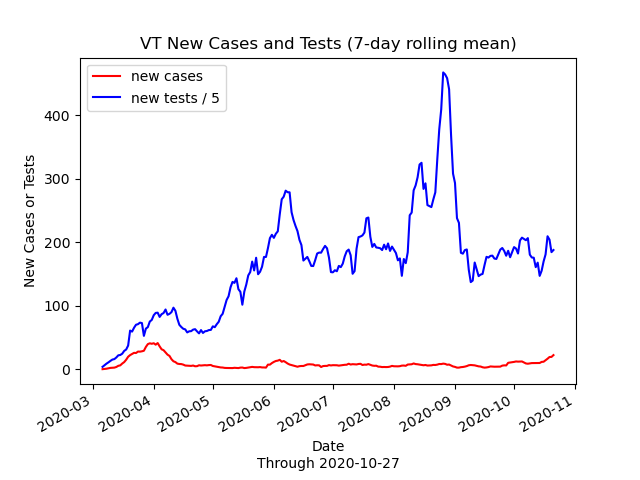 VT New Cases and Tests (7-day rolling mean)
new cases
new tests / 5
New Cases or Tests
400
300
200
100
0
2020-03
2020-04
2020-05
2020-06
2020-07
2020-08
2020-09
2020-10
2020-11
Date
Through 2020-10-27